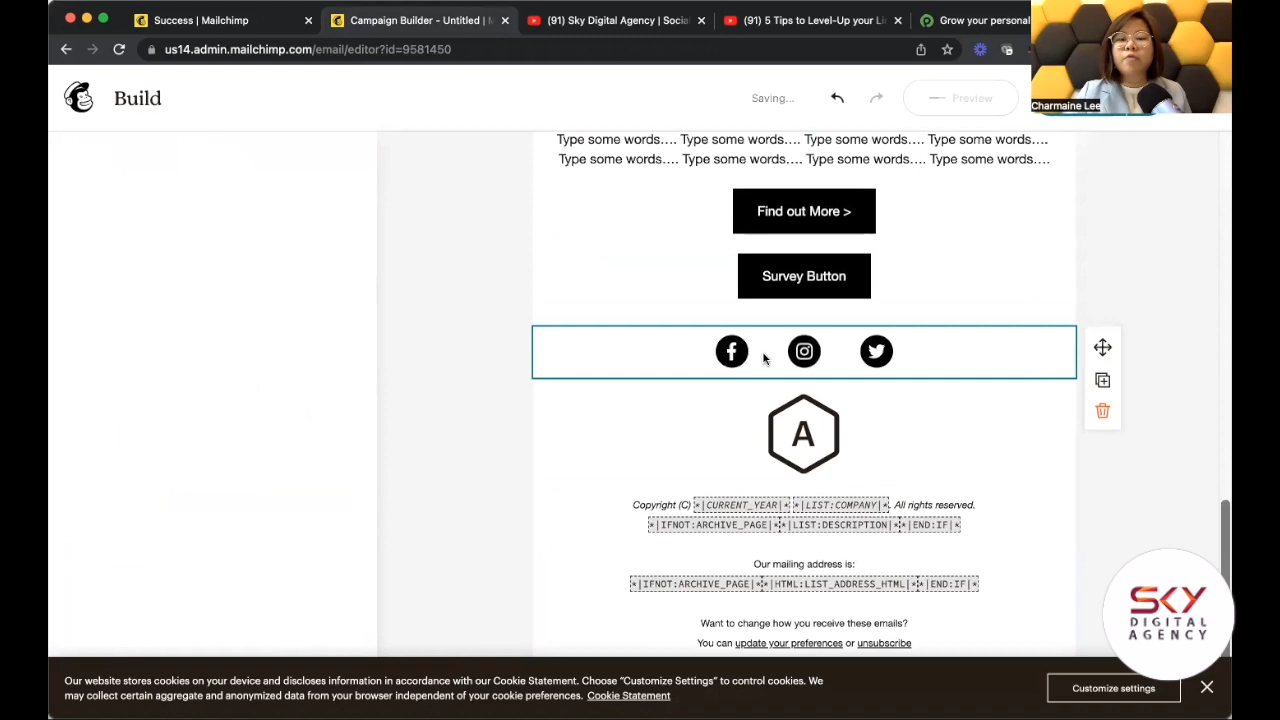 Success | Mailchimp
Campaign Builder - Untitled | M
(91) Sky Digital Agency | Social
(91) 5 Tips to Level-Up your Lin
Grow your personal
us14.admin.mailchimp.com/email/editor?id=9581450
Charmaine Lee
Build
Saving...
Preview
Type some words.... Type some words.... Type some words.... Type some words....
Type some words.... Type some words.... Type some words.... Type some words....
Find out More >
Survey Button
A
Copyright (C) *|CURRENT_YEAR|* *|LIST:COMPANY|*. All rights reserved.
*|IFNOT:ARCHIVE_PAGE|* *|LIST:DESCRIPTION|* *|END:IF|*
Our mailing address is:
*|IFNOT:ARCHIVE_PAGE|* *|HTML:LIST_ADDRESS_HTML|* *|END:IF|*
Want to change how you receive these emails?
You can update your preferences or unsubscribe
SKY
DIGITAL
AGENCY
Our website stores cookies on your device and discloses information in accordance with our Cookie Statement. Choose “Customize Settings” to control cookies. We
may collect certain aggregate and anonymized data from your browser independent of your cookie preferences. Cookie Statement
Customize settings